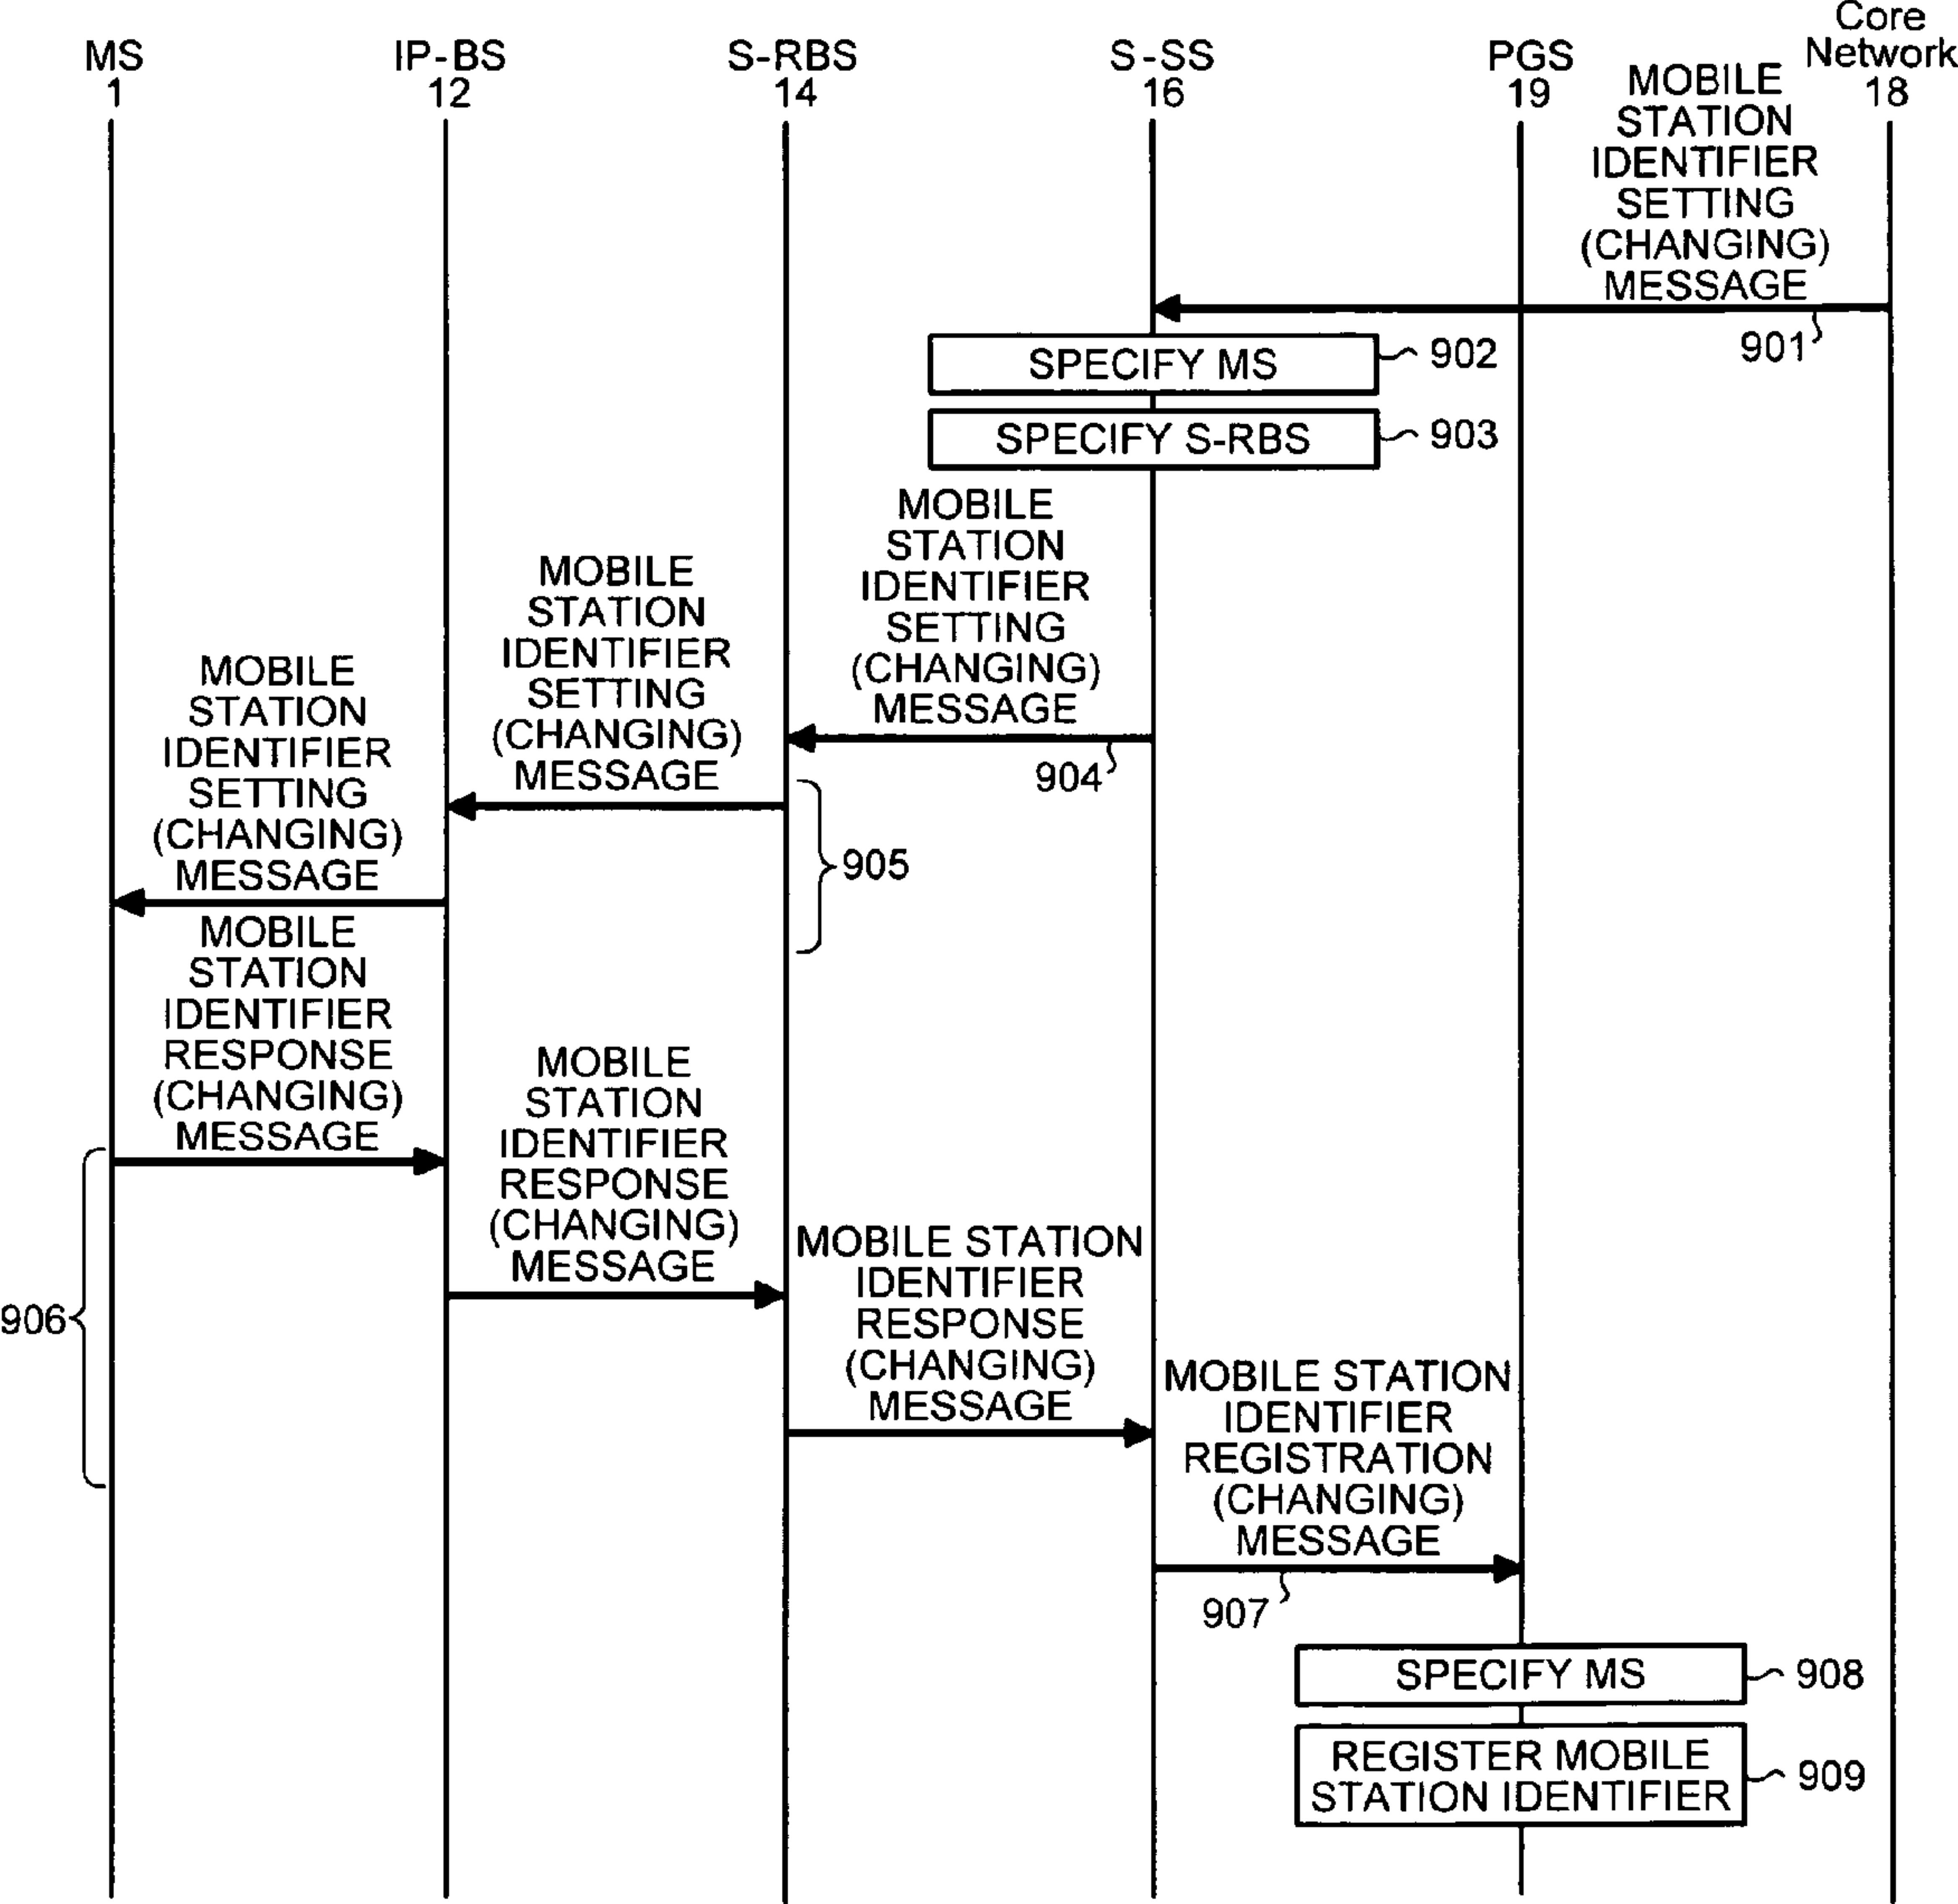 MS
1
IP-BS
12
S-RBS
14
S-SS
16
PGS
19
Core
Network
18
MOBILE
STATION
IDENTIFIER
SETTING
(CHANGING)
MESSAGE
901
SPECIFY MS
902
SPECIFY S-RBS
903
MOBILE
STATION
IDENTIFIER
SETTING
(CHANGING)
MESSAGE
904
MOBILE
STATION
IDENTIFIER
SETTING
(CHANGING)
MESSAGE
905
MOBILE
STATION
IDENTIFIER
SETTING
(CHANGING)
MESSAGE
MOBILE
STATION
IDENTIFIER
RESPONSE
(CHANGING)
MESSAGE
906
MOBILE
STATION
IDENTIFIER
RESPONSE
(CHANGING)
MESSAGE
MOBILE STATION
IDENTIFIER
RESPONSE
(CHANGING)
MESSAGE
MOBILE STATION
IDENTIFIER
REGISTRATION
(CHANGING)
MESSAGE
907
SPECIFY MS
908
REGISTER MOBILE
STATION IDENTIFIER
909